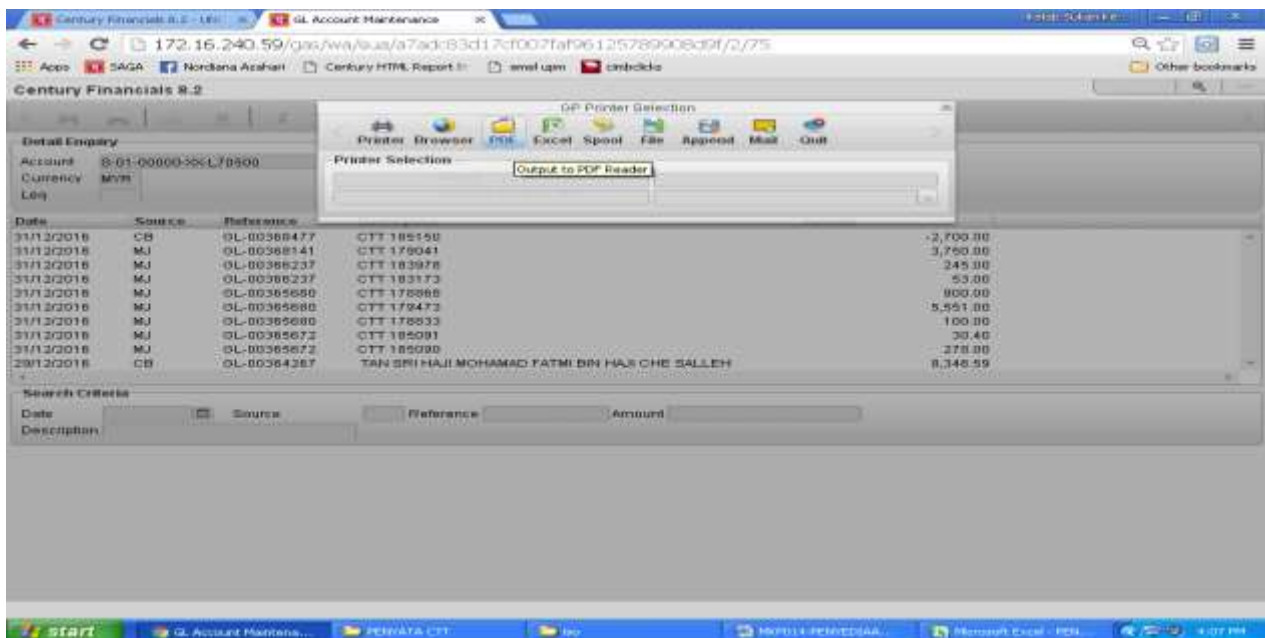 Century Financials 8.2 - GL Account Maintenance
172.16.240.59/gas/wa/sua/a7adc83d17cf007faf96125789908d9f/2/75
Apps SAGA Nordiana Azahari Century HTML Report emel upm cimbclicks Other bookmarks
Century Financials 8.2
GP Printer Selection
Printer Browser PDF Excel Spool File Append Mail Quit
Detail Enquiry
Printer Selection
Account
Output to PDF Reader
Currency MYR
Date Source Reference
31/12/2016 CB GL-00368477 CTT 185150 -2,700.00
31/12/2016 MJ GL-00368141 CTT 178041 3,750.00
31/12/2016 MJ GL-00366237 CTT 183978 245.00
31/12/2016 MJ GL-00366237 CTT 183173 53.00
31/12/2016 MJ GL-00365680 CTT 178868 900.00
31/12/2016 MJ GL-00365680 CTT 179473 5,551.00
31/12/2016 MJ GL-00365680 CTT 178833 100.00
31/12/2016 MJ GL-00365672 CTT 185091 30.40
31/12/2016 MJ GL-00365672 CTT 185090 278.00
29/12/2016 CB GL-00364267 TAN SRI HAJI MOHAMAD FATMI BIN HAJI CHE SALLEH 8,346.59
Search Criteria
Date Source Reference Amount
Description
start GL Account Maintena... PENYATA CTT iso Microsoft Excel - PEN... 4:07 PM